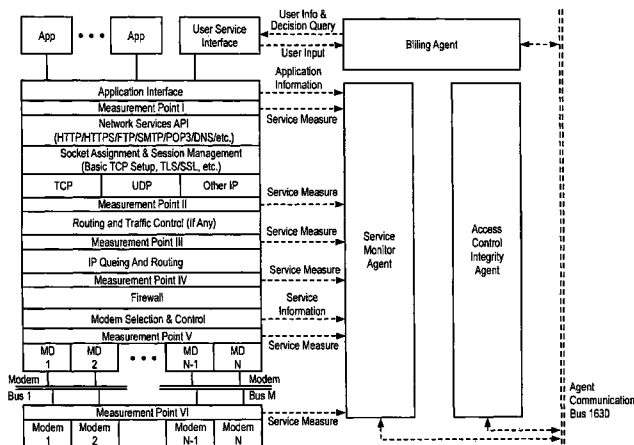 User Info &
Decision Query
App
App
User Service
Interface
Billing Agent
User Input
Application
Information
Application Interface
Measurement Point I
Service Measure
Network Services API
(HTTP/HTTPS/FTP/SMTP/POP3/DNS/etc.)
Socket Assignment & Session Management
(Basic TCP Setup, TLS/SSL, etc.)
TCP
UDP
Other IP
Measurement Point II
Service Measure
Routing and Traffic Control (If Any)
Measurement Point III
Service Measure
IP Queing And Routing
Measurement Point IV
Service Measure
Firewall
Service
Information
Modem Selection & Control
Measurement Point V
Service Measure
MD
1
MD
2
MD
N-1
MD
N
Modem
Bus 1
Modem
Bus M
Measurement Point VI
Service Measure
Modem
1
Modem
2
Modem
N-1
Modem
N
Service
Monitor
Agent
Access
Control
Integrity
Agent
Agent
Communication
Bus 1630